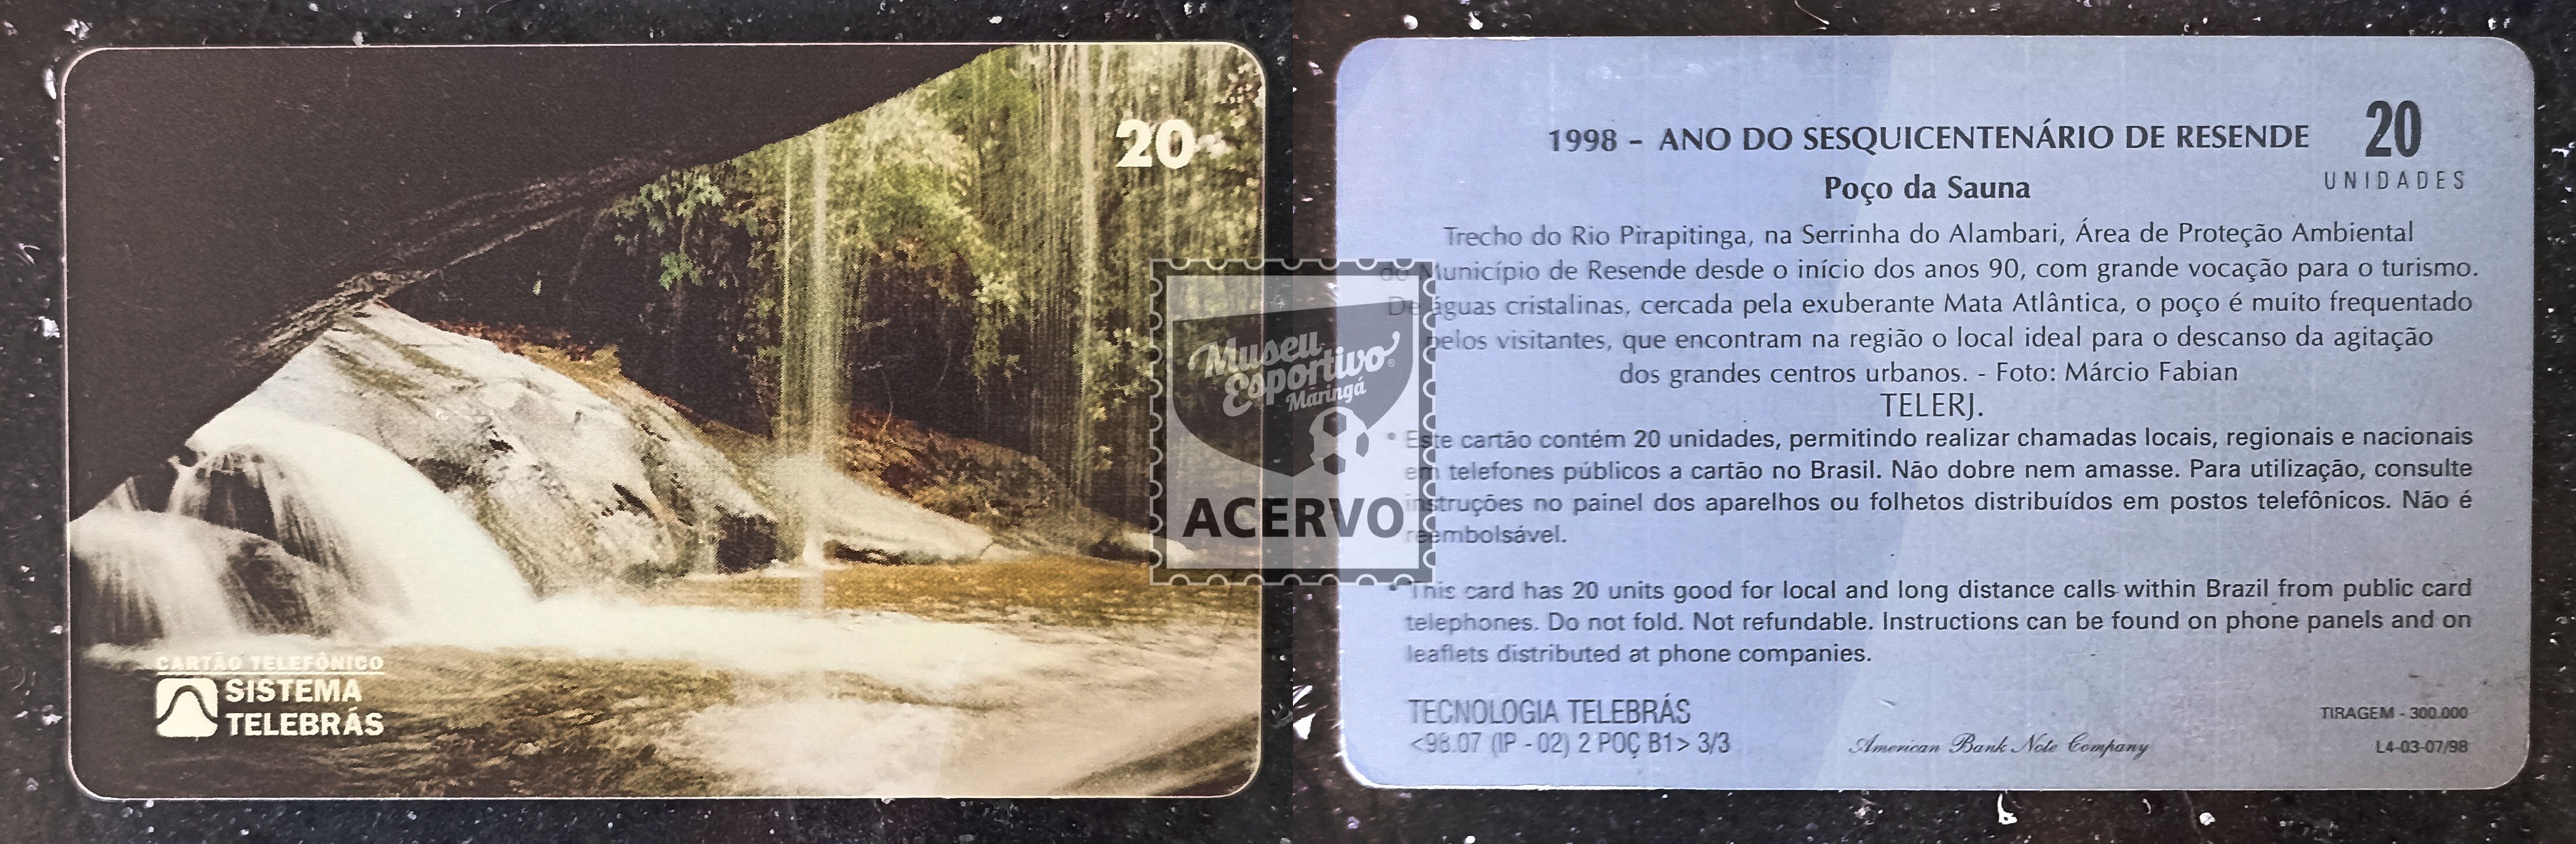 20
CARTÃO TELEFÔNICO
SISTEMA
TELEBRÁS
Museu
Esportivo
Maringá
ACERVO
1998 - ANO DO SESQUICENTENÁRIO DE RESENDE
20
UNIDADES
Poço da Sauna
Trecho do Rio Pirapitinga, na Serrinha do Alambari, Área de Proteção Ambiental
do Município de Resende desde o início dos anos 90, com grande vocação para o turismo.
De águas cristalinas, cercada pela exuberante Mata Atlântica, o poço é muito frequentado
pelos visitantes, que encontram na região o local ideal para o descanso da agitação
dos grandes centros urbanos. - Foto: Márcio Fabian
TELERJ.
* Este cartão contém 20 unidades, permitindo realizar chamadas locais, regionais e nacionais
em telefones públicos a cartão no Brasil. Não dobre nem amasse. Para utilização, consulte
instruções no painel dos aparelhos ou folhetos distribuídos em postos telefônicos. Não é
reembolsável.
* This card has 20 units good for local and long distance calls within Brazil from public card
telephones. Do not fold. Not refundable. Instructions can be found on phone panels and on
leaflets distributed at phone companies.
TECNOLOGIA TELEBRÁS
<98.07 (IP - 02) 2 POÇ B1> 3/3
American Bank Note Company
TIRAGEM - 300.000
L4-03-07/98